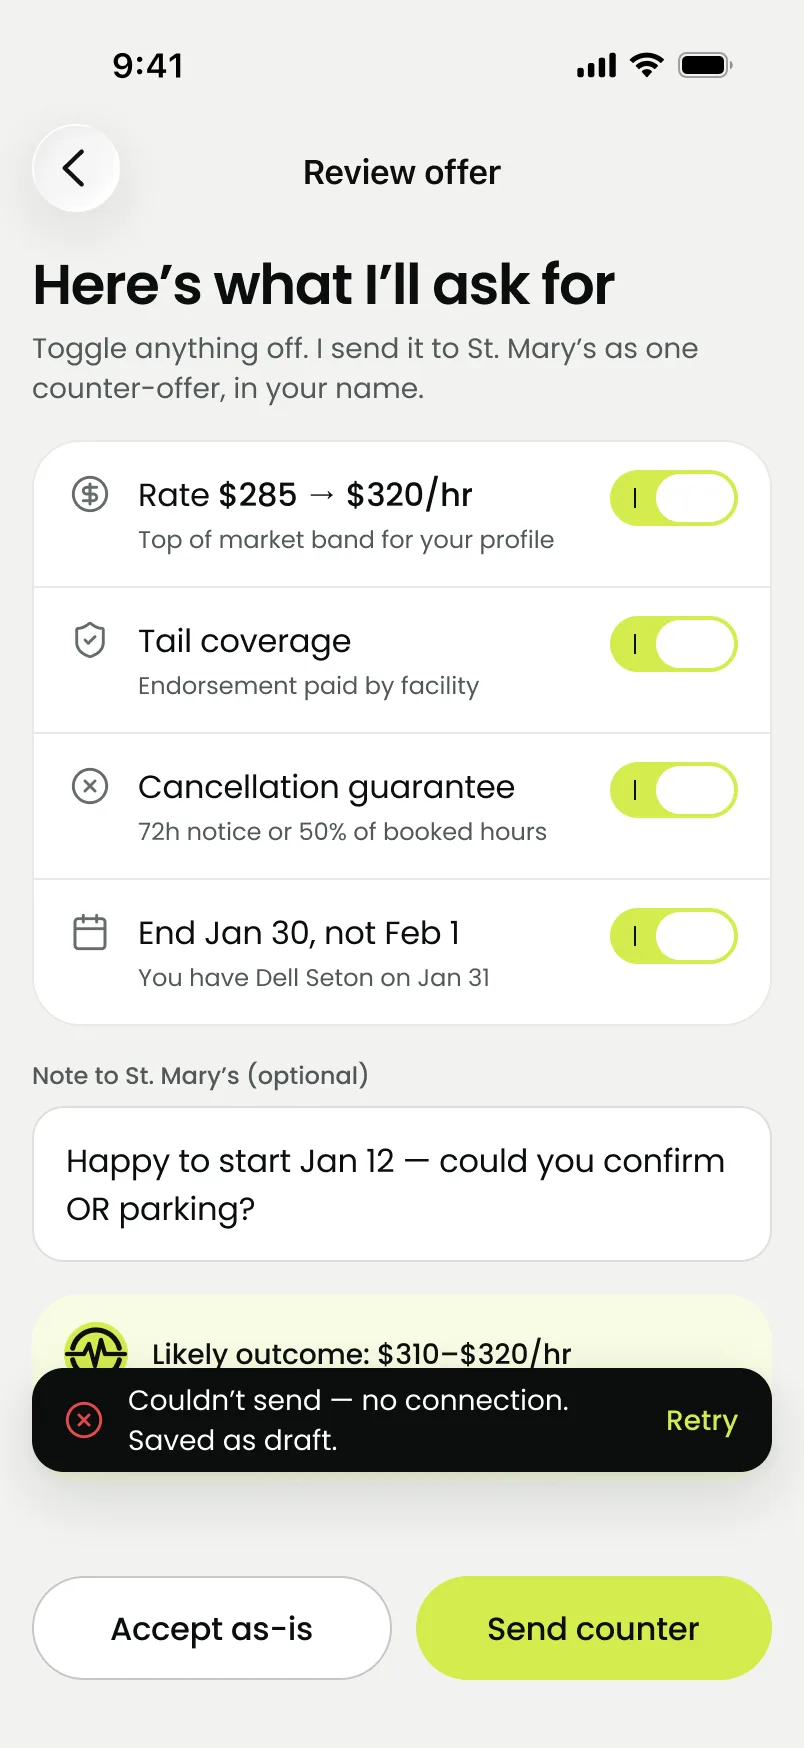 9:41
Review offer
Here’s what I’ll ask for
Toggle anything off. I send it to St. Mary’s as one
counter-offer, in your name.
Rate $285 → $320/hr
Top of market band for your profile
Tail coverage
Endorsement paid by facility
Cancellation guarantee
72h notice or 50% of booked hours
End Jan 30, not Feb 1
You have Dell Seton on Jan 31
Note to St. Mary’s (optional)
Happy to start Jan 12 — could you confirm
OR parking?
Likely outcome: $310–$320/hr
Couldn’t send — no connection.
Saved as draft.
Retry
Accept as-is
Send counter